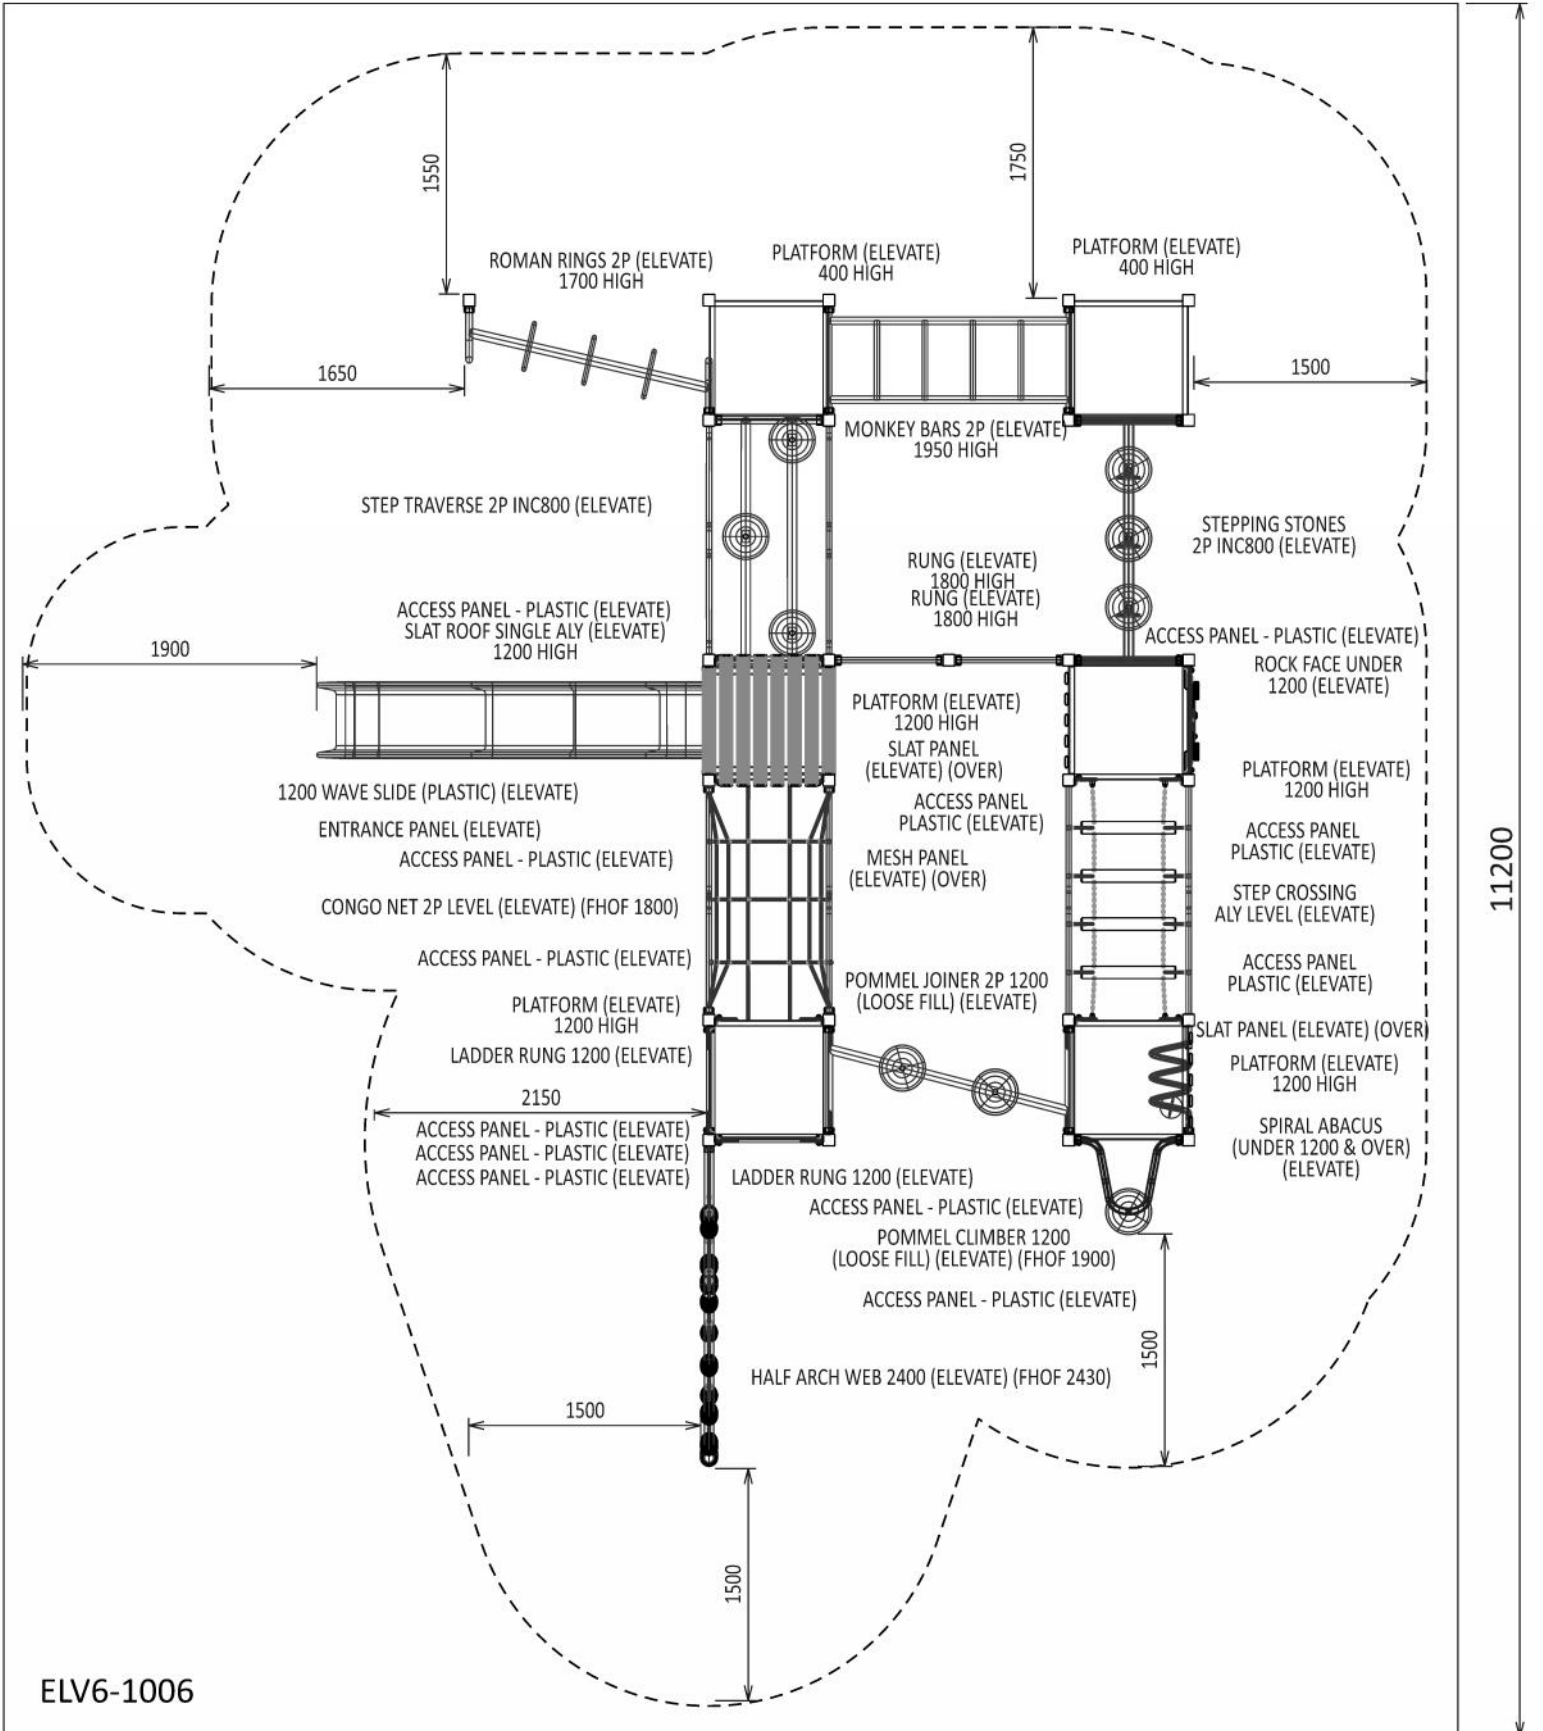 1550
1750
ROMAN RINGS 2P (ELEVATE)
1700 HIGH
PLATFORM (ELEVATE)
400 HIGH
PLATFORM (ELEVATE)
400 HIGH
1650
1500
MONKEY BARS 2P (ELEVATE)
1950 HIGH
STEP TRAVERSE 2P INC800 (ELEVATE)
STEPPING STONES
2P INC800 (ELEVATE)
RUNG (ELEVATE)
1800 HIGH
RUNG (ELEVATE)
1800 HIGH
ACCESS PANEL - PLASTIC (ELEVATE)
SLAT ROOF SINGLE ALY (ELEVATE)
1200 HIGH
1900
ACCESS PANEL - PLASTIC (ELEVATE)
ROCK FACE UNDER
1200 (ELEVATE)
PLATFORM (ELEVATE)
1200 HIGH
SLAT PANEL
(ELEVATE) (OVER)
PLATFORM (ELEVATE)
1200 HIGH
1200 WAVE SLIDE (PLASTIC) (ELEVATE)
ACCESS PANEL
PLASTIC (ELEVATE)
ENTRANCE PANEL (ELEVATE)
ACCESS PANEL
PLASTIC (ELEVATE)
ACCESS PANEL - PLASTIC (ELEVATE)
MESH PANEL
(ELEVATE) (OVER)
STEP CROSSING
ALY LEVEL (ELEVATE)
CONGO NET 2P LEVEL (ELEVATE) (FHOF 1800)
11200
ACCESS PANEL - PLASTIC (ELEVATE)
ACCESS PANEL
PLASTIC (ELEVATE)
POMMEL JOINER 2P 1200
(LOOSE FILL) (ELEVATE)
PLATFORM (ELEVATE)
1200 HIGH
SLAT PANEL (ELEVATE) (OVER)
LADDER RUNG 1200 (ELEVATE)
PLATFORM (ELEVATE)
1200 HIGH
2150
ACCESS PANEL - PLASTIC (ELEVATE)
ACCESS PANEL - PLASTIC (ELEVATE)
ACCESS PANEL - PLASTIC (ELEVATE)
SPIRAL ABACUS
(UNDER 1200 & OVER)
(ELEVATE)
LADDER RUNG 1200 (ELEVATE)
ACCESS PANEL - PLASTIC (ELEVATE)
POMMEL CLIMBER 1200
(LOOSE FILL) (ELEVATE) (FHOF 1900)
ACCESS PANEL - PLASTIC (ELEVATE)
1500
HALF ARCH WEB 2400 (ELEVATE) (FHOF 2430)
1500
1500
ELV6-1006